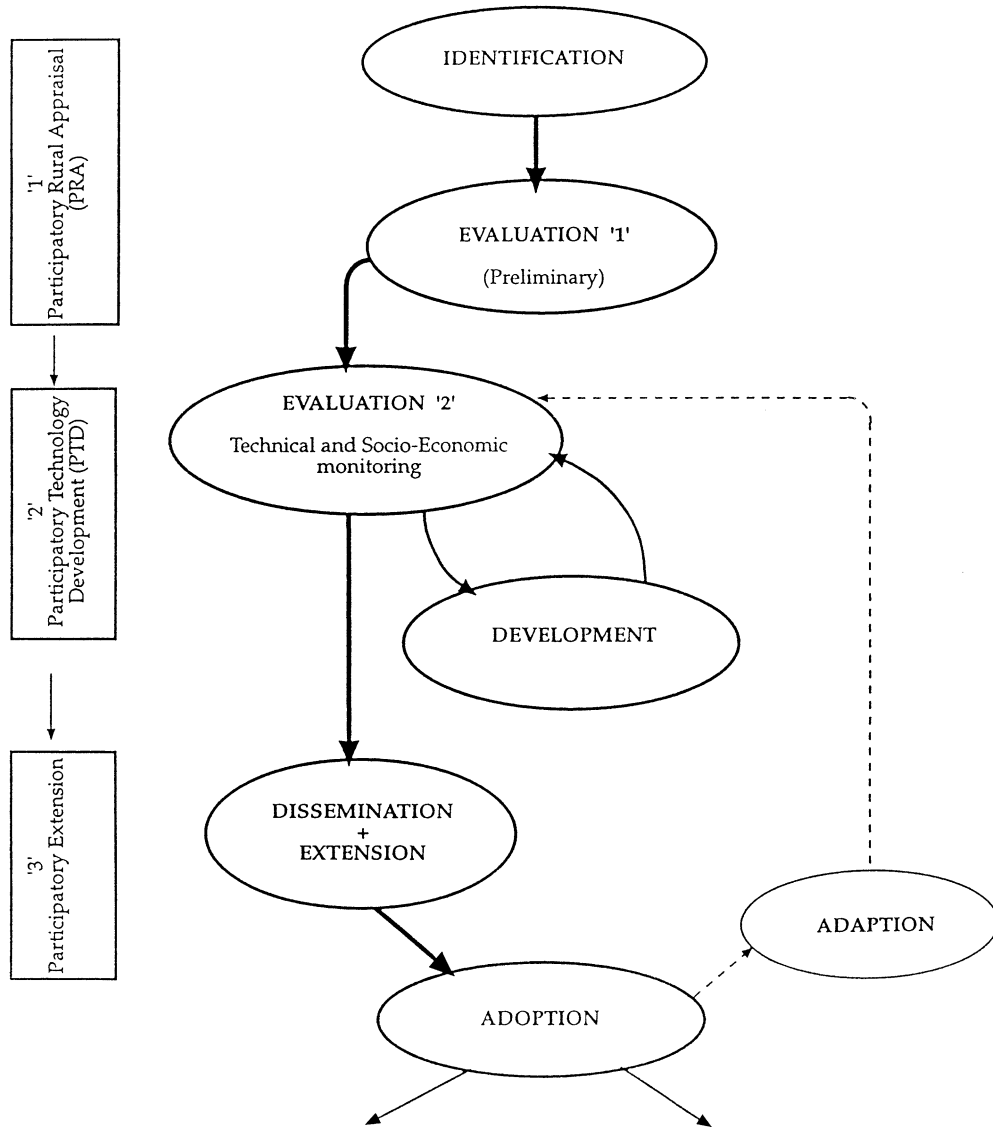 '1'
Participatory Rural Appraisal
(PRA)
'2'
Participatory Technology
Development (PTD)
'3'
Participatory Extension
IDENTIFICATION
EVALUATION '1'
(Preliminary)
EVALUATION '2'
Technical and Socio-Economic
monitoring
DEVELOPMENT
DISSEMINATION
+
EXTENSION
ADAPTION
ADOPTION